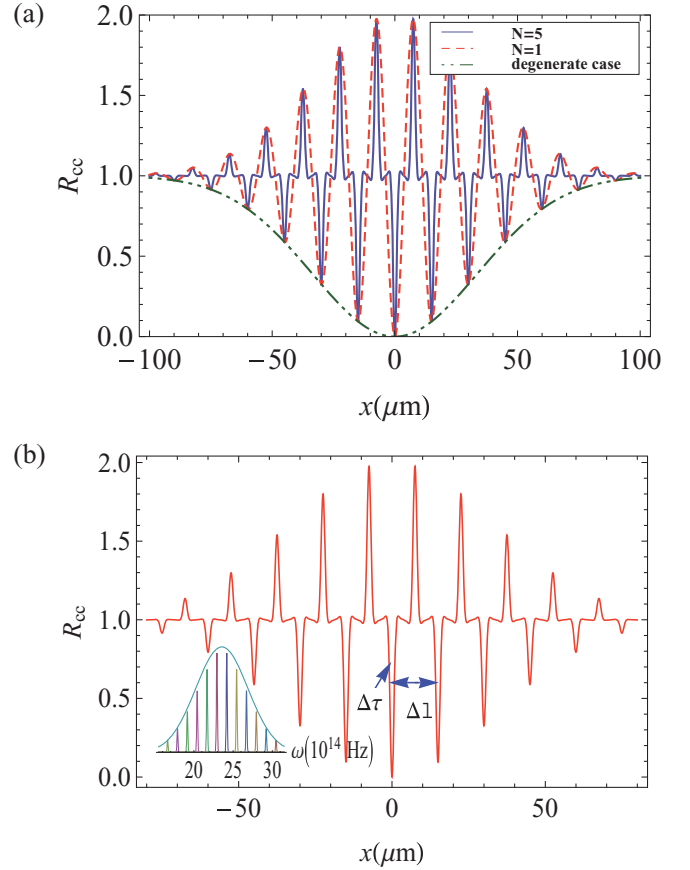 (a)
2.0
1.5
1.0
0.5
0.0
R_cc
N=5
N=1
degenerate case
−100
−50
0
50
100
x(μm)
(b)
2.0
1.5
1.0
0.5
0.0
R_cc
Δτ
Δl
ω(10^14 Hz)
20
25
30
−50
0
50
x(μm)